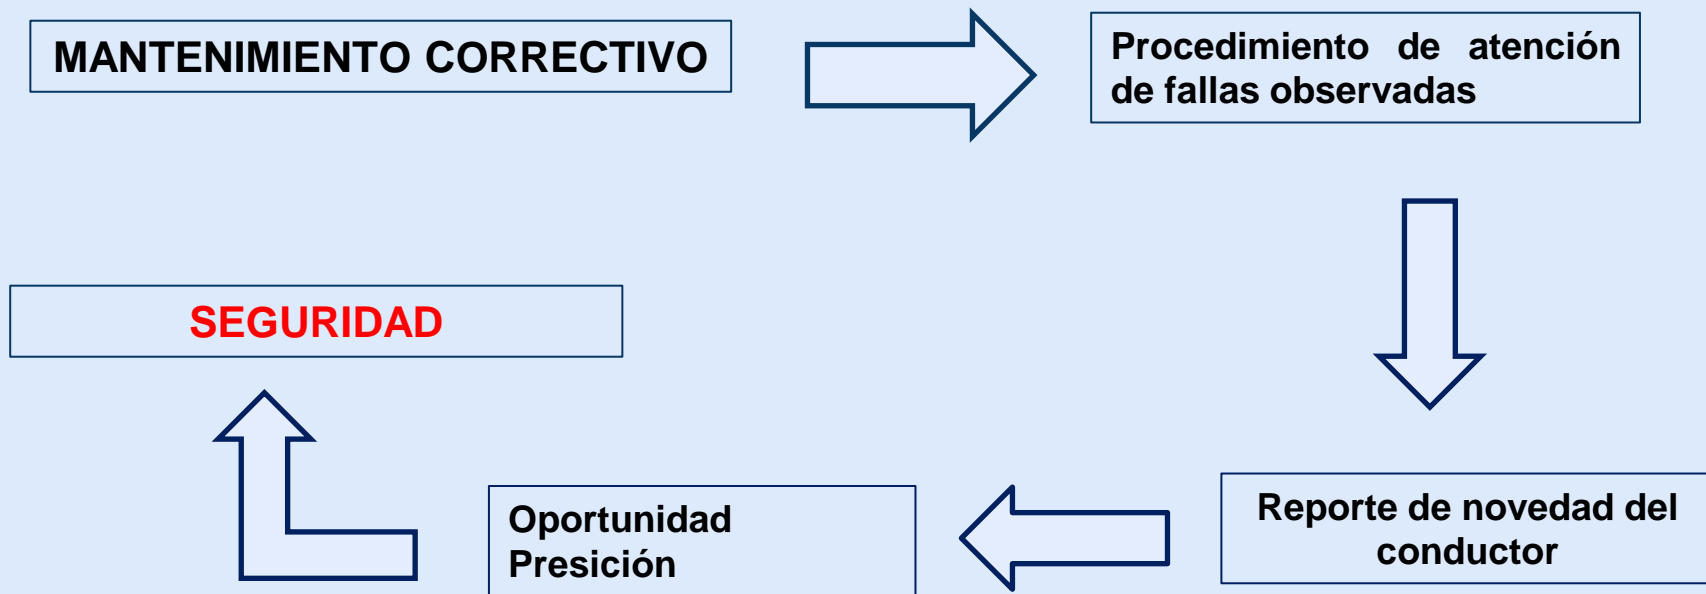 MANTENIMIENTO CORRECTIVO
Procedimiento de atención
de fallas observadas
Reporte de novedad del
conductor
Oportunidad
Presición
SEGURIDAD